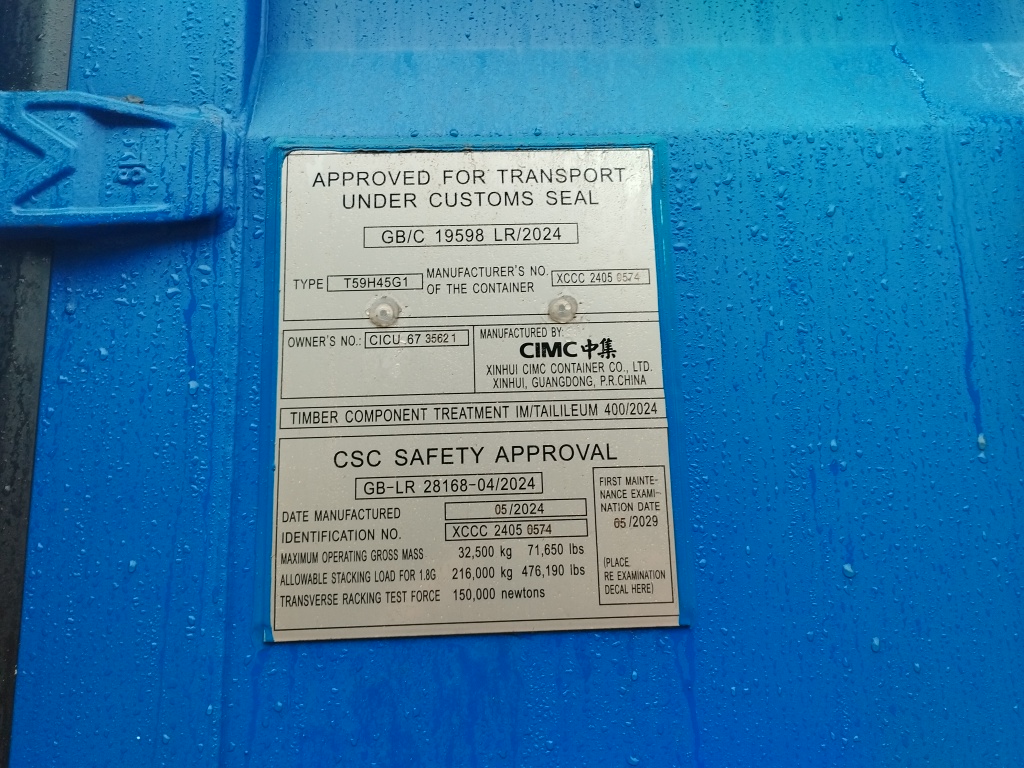 APPROVED FOR TRANSPORT
UNDER CUSTOMS SEAL
GB/C 19598 LR/2024
TYPE T59H45G1
MANUFACTURER'S NO.
OF THE CONTAINER
XCCC 2405 0574
OWNER'S NO.: CICU 67 3562 1
MANUFACTURED BY:
CIMC中集
XINHUI CIMC CONTAINER CO., LTD.
XINHUI, GUANGDONG, P.R.CHINA
TIMBER COMPONENT TREATMENT IM/TAILILEUM 400/2024
CSC SAFETY APPROVAL
GB-LR 28168-04/2024
DATE MANUFACTURED 05/2024
IDENTIFICATION NO. XCCC 2405 0574
MAXIMUM OPERATING GROSS MASS 32,500 kg 71,650 lbs
ALLOWABLE STACKING LOAD FOR 1.8G 216,000 kg 476,190 lbs
TRANSVERSE RACKING TEST FORCE 150,000 newtons
FIRST MAINTE-
NANCE EXAMI-
NATION DATE
05/2029
(PLACE
RE EXAMINATION
DECAL HERE)